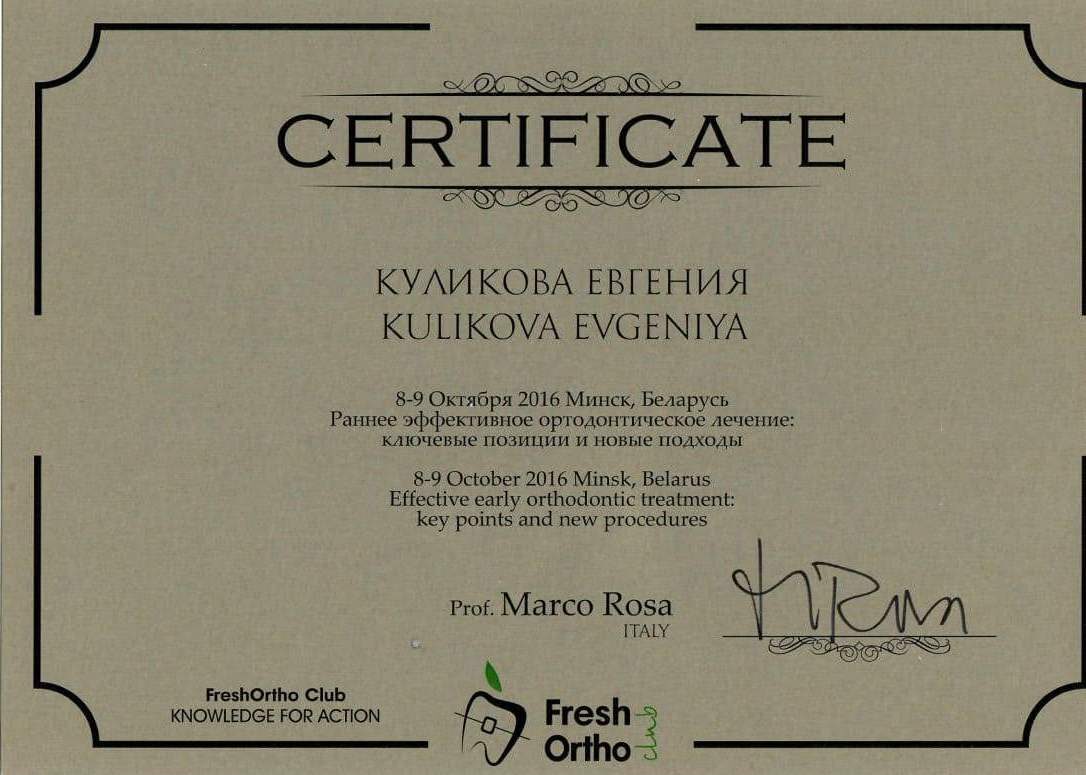 CERTIFICATE
КУЛИКОВА ЕВГЕНИЯ
KULIKOVA EVGENIYA
8-9 Октября 2016 Минск, Беларусь
Раннее эффективное ортодонтическое лечение:
ключевые позиции и новые подходы
8-9 October 2016 Minsk, Belarus
Effective early orthodontic treatment:
key points and new procedures
Prof. Marco Rosa
ITALY
FreshOrtho Club
KNOWLEDGE FOR ACTION
Fresh
Ortho club